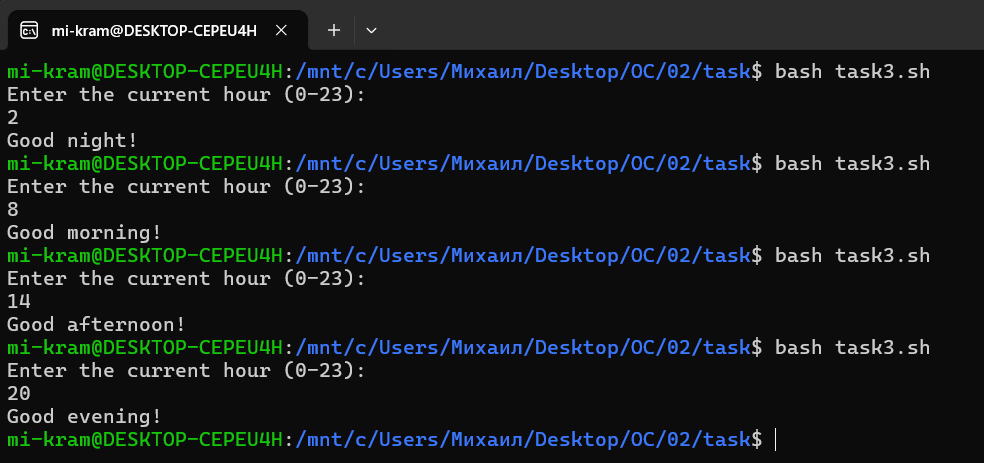 mi-kram@DESKTOP-CEPEU4H
mi-kram@DESKTOP-CEPEU4H:/mnt/c/Users/Михаил/Desktop/ОС/02/task$ bash task3.sh
Enter the current hour (0-23):
2
Good night!
mi-kram@DESKTOP-CEPEU4H:/mnt/c/Users/Михаил/Desktop/ОС/02/task$ bash task3.sh
Enter the current hour (0-23):
8
Good morning!
mi-kram@DESKTOP-CEPEU4H:/mnt/c/Users/Михаил/Desktop/ОС/02/task$ bash task3.sh
Enter the current hour (0-23):
14
Good afternoon!
mi-kram@DESKTOP-CEPEU4H:/mnt/c/Users/Михаил/Desktop/ОС/02/task$ bash task3.sh
Enter the current hour (0-23):
20
Good evening!
mi-kram@DESKTOP-CEPEU4H:/mnt/c/Users/Михаил/Desktop/ОС/02/task$